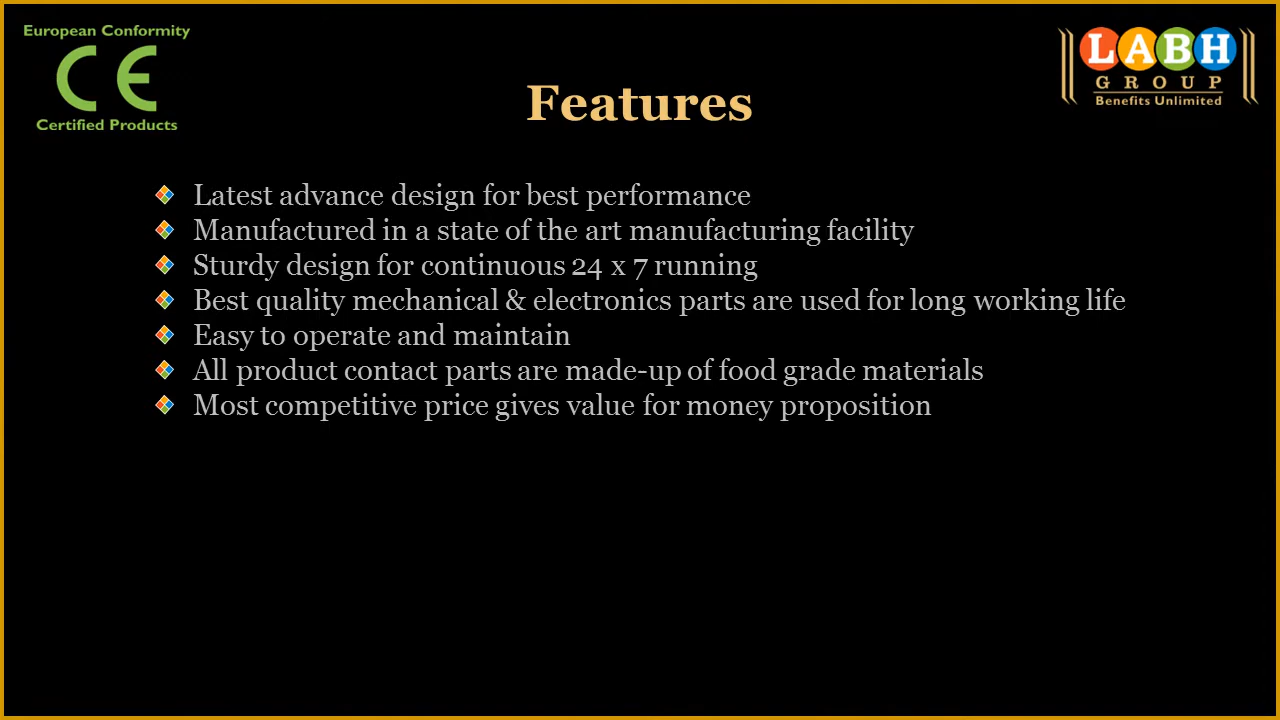 European Conformity
CE
Certified Products
LABH
GROUP
Benefits Unlimited
Features
Latest advance design for best performance
Manufactured in a state of the art manufacturing facility
Sturdy design for continuous 24 x 7 running
Best quality mechanical & electronics parts are used for long working life
Easy to operate and maintain
All product contact parts are made-up of food grade materials
Most competitive price gives value for money proposition